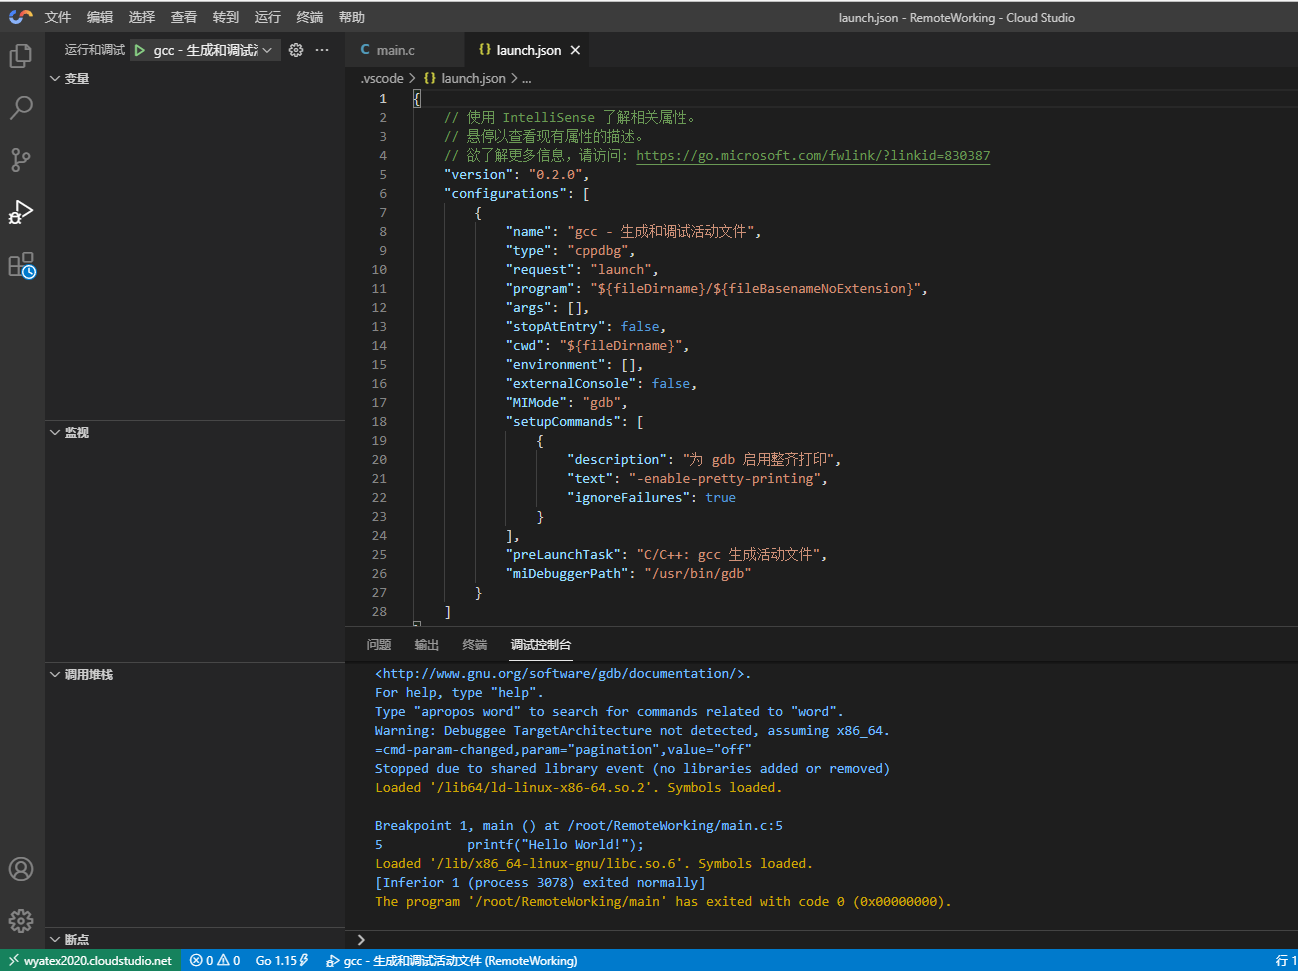 文件 编辑 选择 查看 转到 运行 终端 帮助
launch.json - RemoteWorking - Cloud Studio
运行和调试 gcc - 生成和调试
C main.c
{} launch.json ×
.vscode > {} launch.json > ...
变量
监视
调用堆栈
断点
1 {
2 // 使用 IntelliSense 了解相关属性。
3 // 悬停以查看现有属性的描述。
4 // 欲了解更多信息，请访问: https://go.microsoft.com/fwlink/?linkid=830387
5 "version": "0.2.0",
6 "configurations": [
7 {
8 "name": "gcc - 生成和调试活动文件",
9 "type": "cppdbg",
10 "request": "launch",
11 "program": "${fileDirname}/${fileBasenameNoExtension}",
12 "args": [],
13 "stopAtEntry": false,
14 "cwd": "${fileDirname}",
15 "environment": [],
16 "externalConsole": false,
17 "MIMode": "gdb",
18 "setupCommands": [
19 {
20 "description": "为 gdb 启用整齐打印",
21 "text": "-enable-pretty-printing",
22 "ignoreFailures": true
23 }
24 ],
25 "preLaunchTask": "C/C++: gcc 生成活动文件",
26 "miDebuggerPath": "/usr/bin/gdb"
27 }
28 ]
问题 输出 终端 调试控制台
<http://www.gnu.org/software/gdb/documentation/>.
For help, type "help".
Type "apropos word" to search for commands related to "word".
Warning: Debuggee TargetArchitecture not detected, assuming x86_64.
=cmd-param-changed,param="pagination",value="off"
Stopped due to shared library event (no libraries added or removed)
Loaded '/lib64/ld-linux-x86-64.so.2'. Symbols loaded.
Breakpoint 1, main () at /root/RemoteWorking/main.c:5
5 printf("Hello World!");
Loaded '/lib/x86_64-linux-gnu/libc.so.6'. Symbols loaded.
[Inferior 1 (process 3078) exited normally]
The program '/root/RemoteWorking/main' has exited with code 0 (0x00000000).
>
wyatex2020.cloudstudio.net 0 0 Go 1.15 gcc - 生成和调试活动文件 (RemoteWorking) 行 1